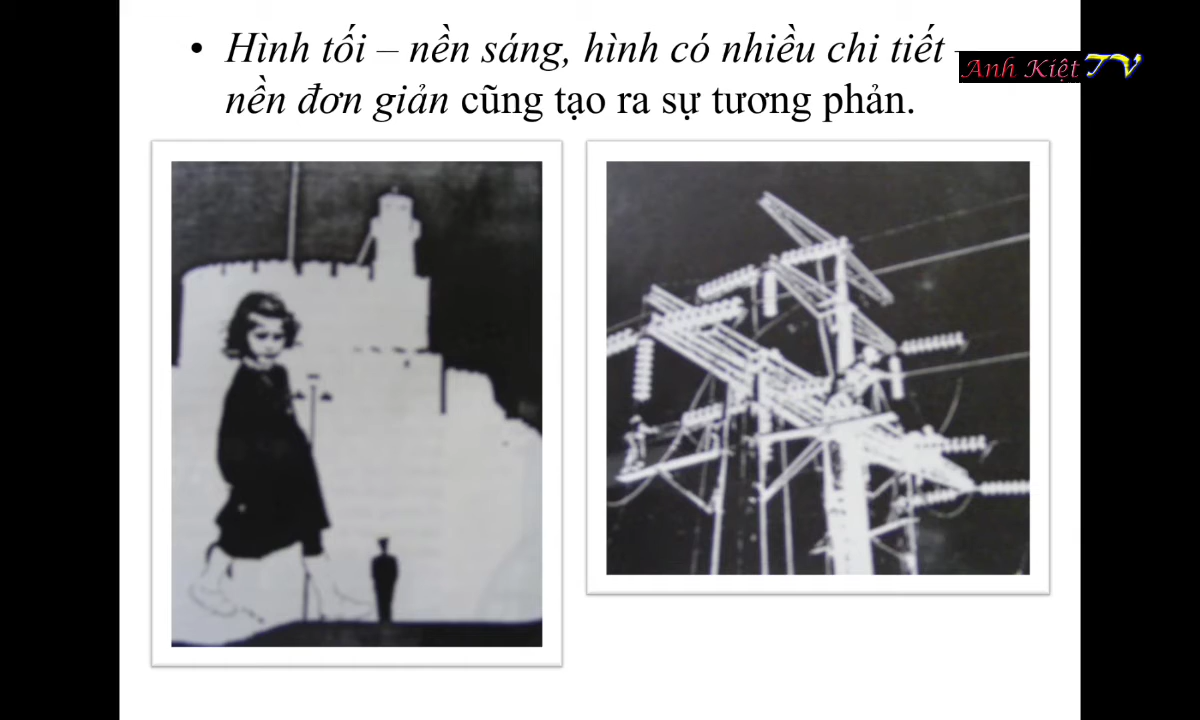 • Hình tối – nền sáng, hình có nhiều chi tiết –
nền đơn giản cũng tạo ra sự tương phản.
Anh Kiệt TV